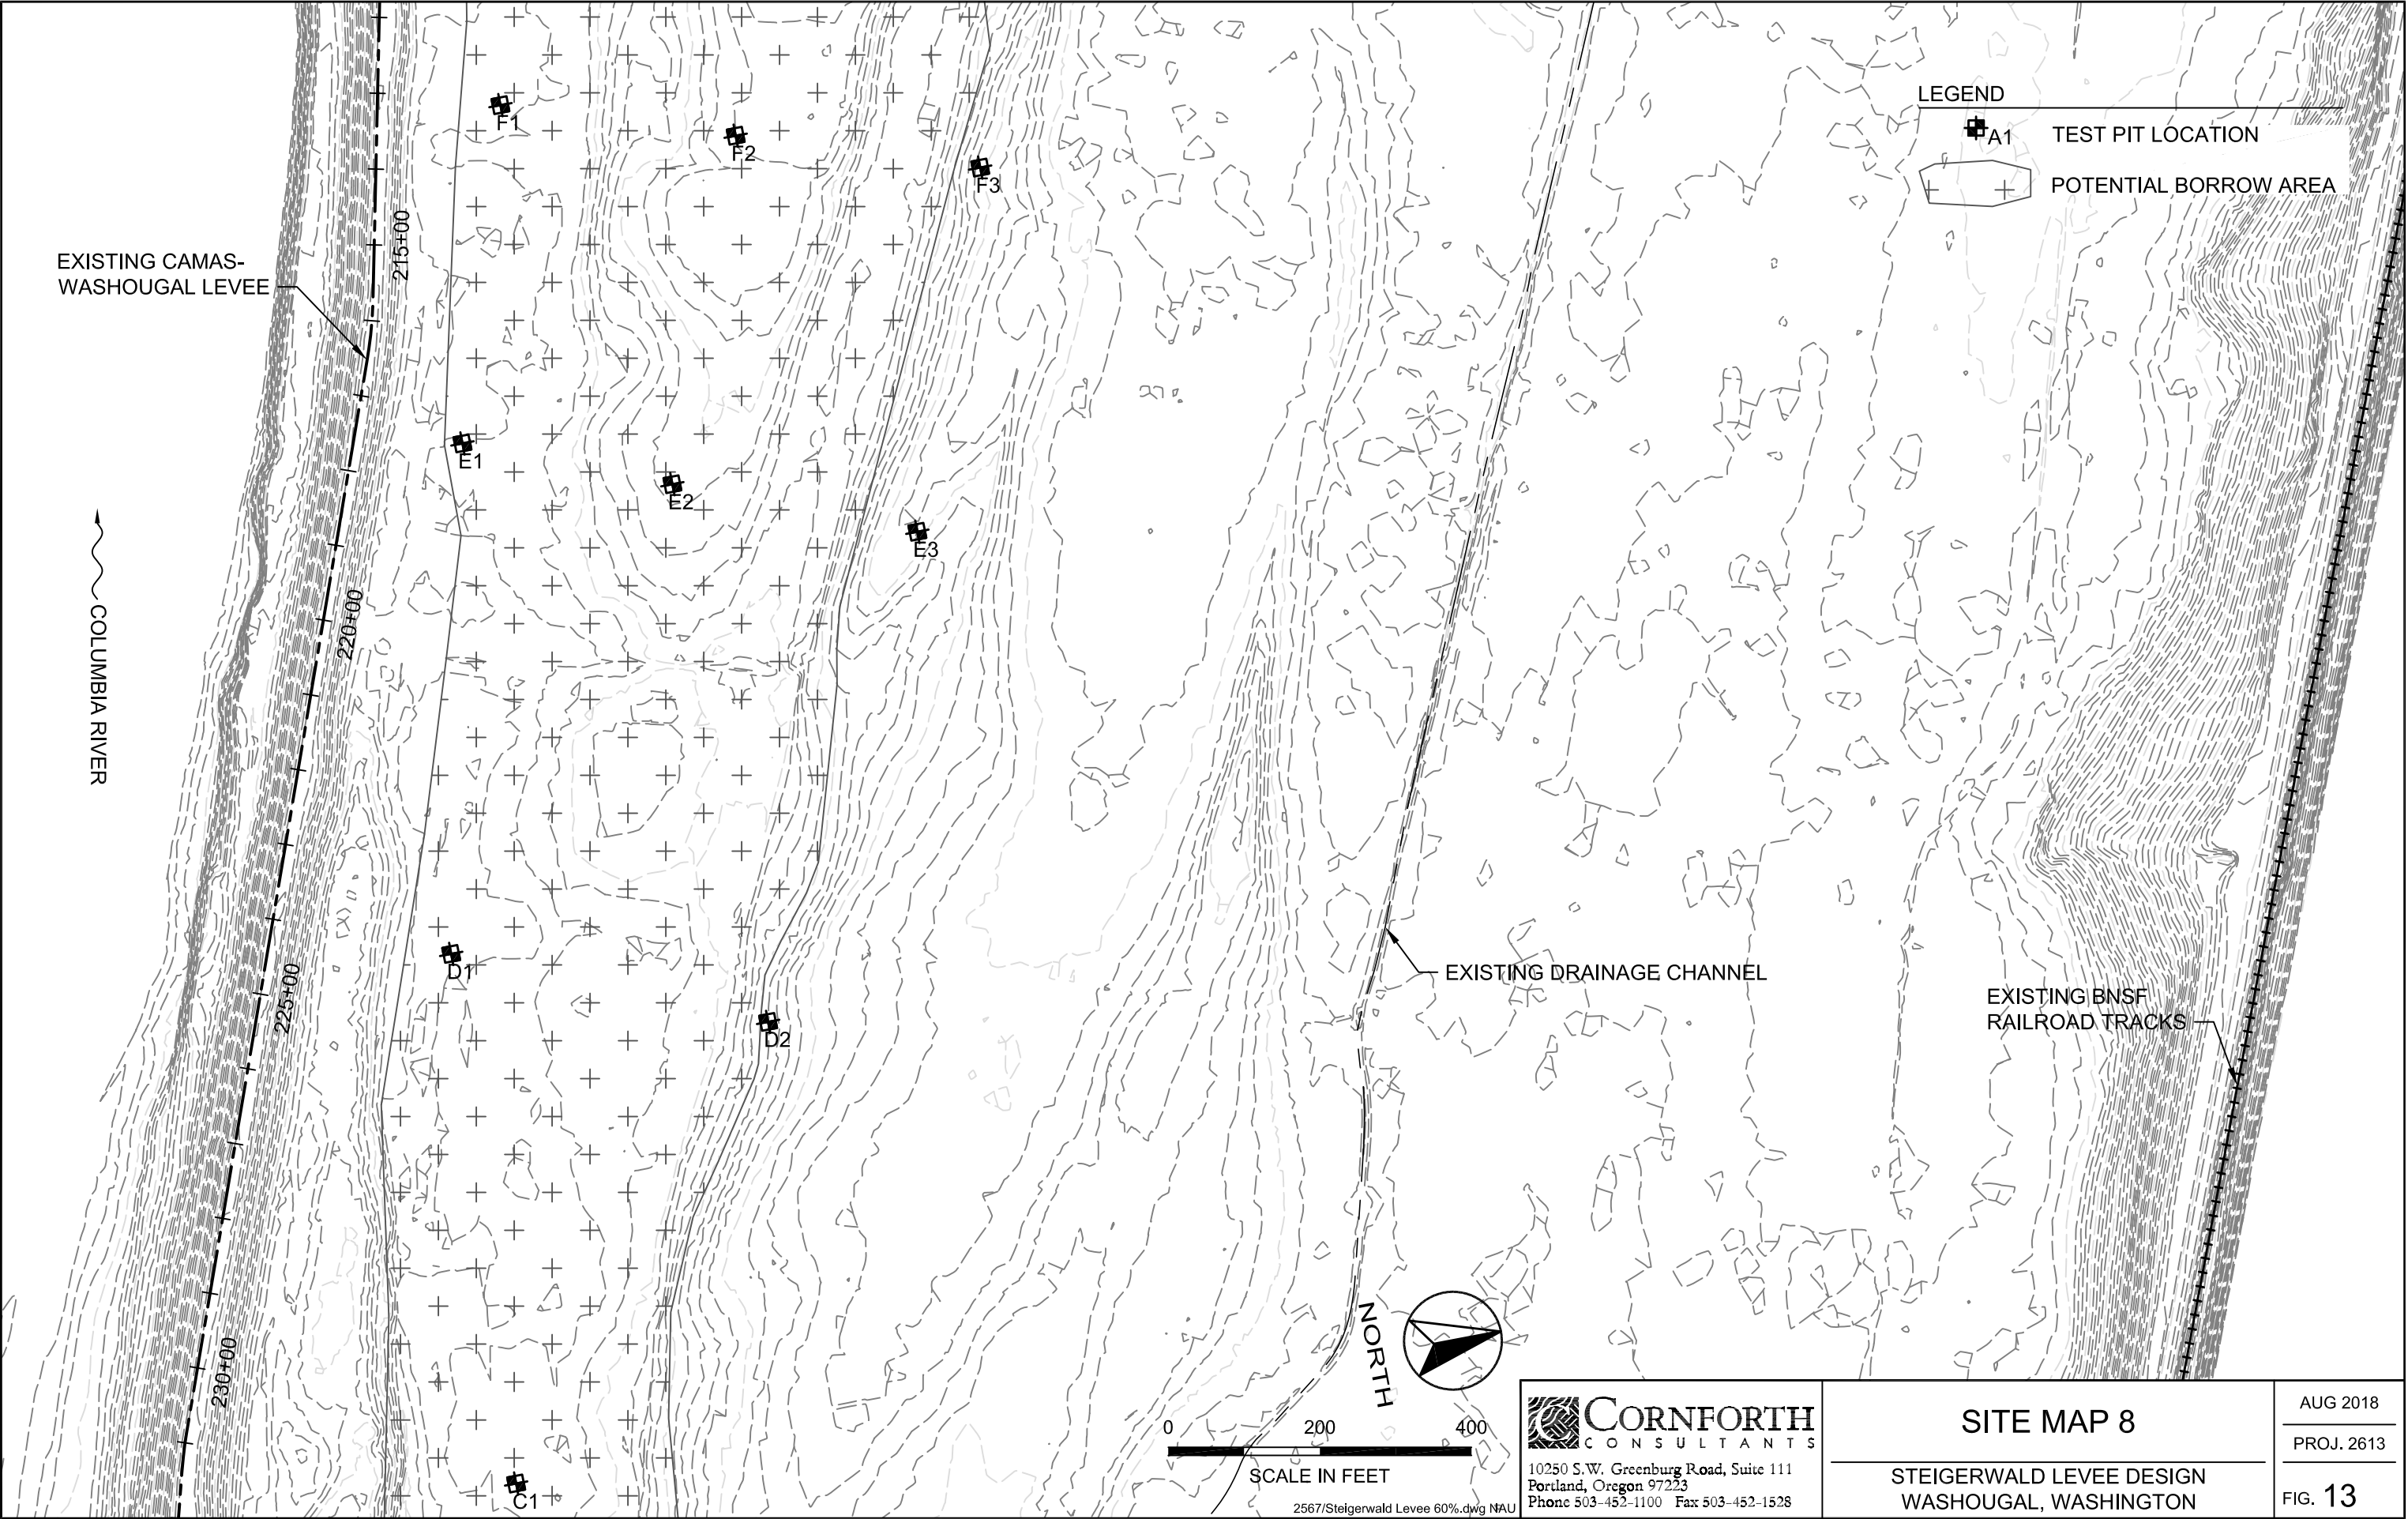 LEGEND
A1 TEST PIT LOCATION
POTENTIAL BORROW AREA
F1
F2
F3
215+00
EXISTING CAMAS-
WASHOUGAL LEVEE
E1
E2
E3
220+00
COLUMBIA RIVER
D1
D2
225+00
EXISTING DRAINAGE CHANNEL
EXISTING BNSF
RAILROAD TRACKS
230+00
C1
NORTH
0 200 400
SCALE IN FEET
2567/Steigerwald Levee 60%.dwg NAU
CORNFORTH
CONSULTANTS
10250 S.W. Greenburg Road, Suite 111
Portland, Oregon 97223
Phone 503-452-1100 Fax 503-452-1528
SITE MAP 8
STEIGERWALD LEVEE DESIGN
WASHOUGAL, WASHINGTON
AUG 2018
PROJ. 2613
FIG. 13